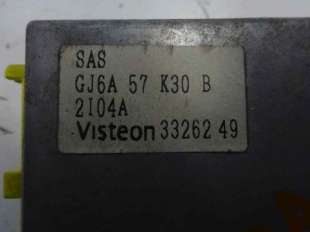 SAS
GJ6A 57 K30 B
2I04A
Visteon 33262 49